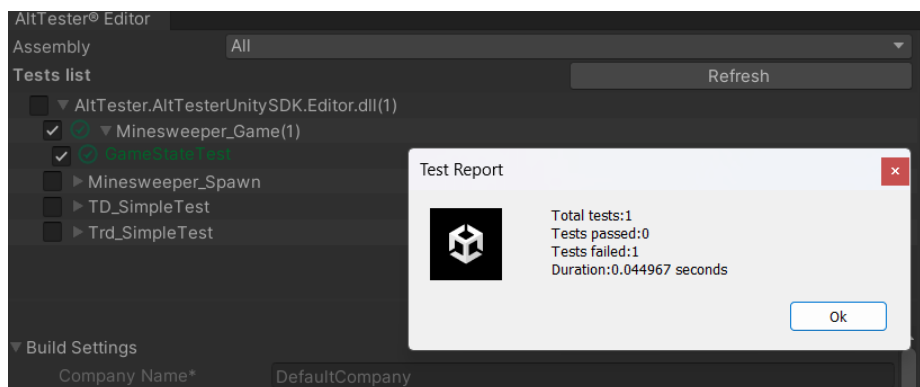 AltTester® Editor
Assembly
All
Tests list
Refresh
AltTester.AltTesterUnitySDK.Editor.dll(1)
Minesweeper_Game(1)
GameStateTest
Minesweeper_Spawn
TD_SimpleTest
Trd_SimpleTest
Test Report
Total tests:1
Tests passed:0
Tests failed:1
Duration:0.044967 seconds
Ok
Build Settings
Company Name*
DefaultCompany